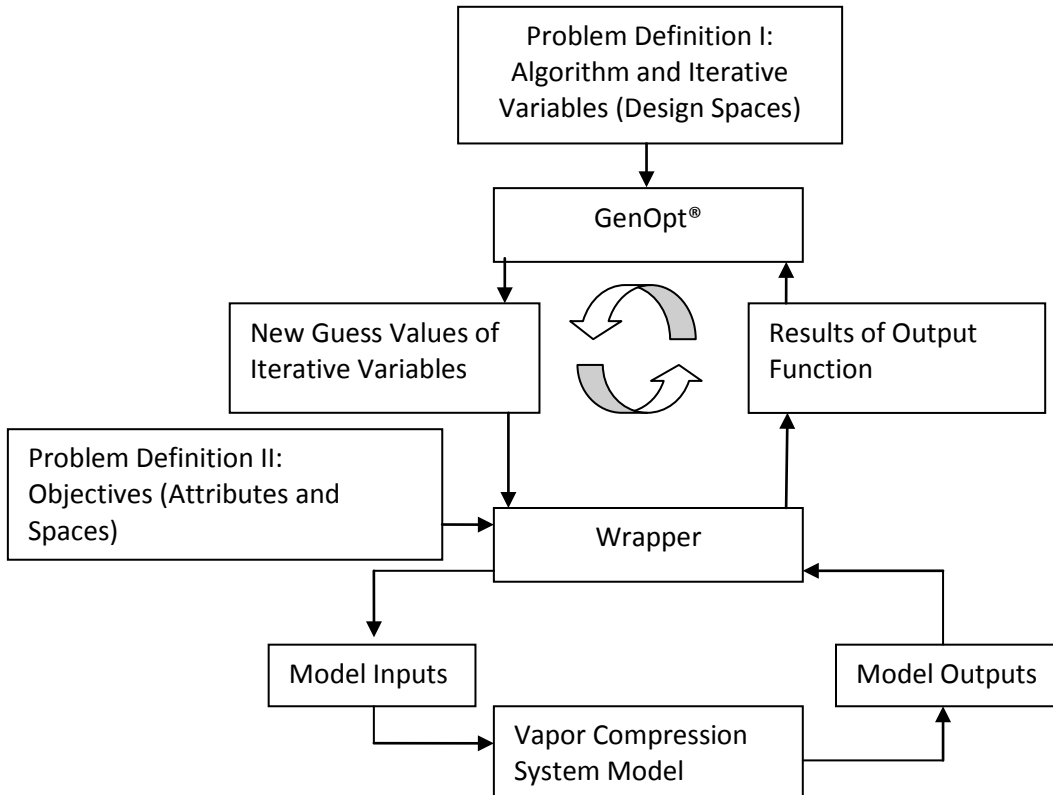 Problem Definition I:
Algorithm and Iterative
Variables (Design Spaces)
GenOpt®
New Guess Values of
Iterative Variables
Results of Output
Function
Problem Definition II:
Objectives (Attributes and
Spaces)
Wrapper
Model Inputs
Model Outputs
Vapor Compression
System Model